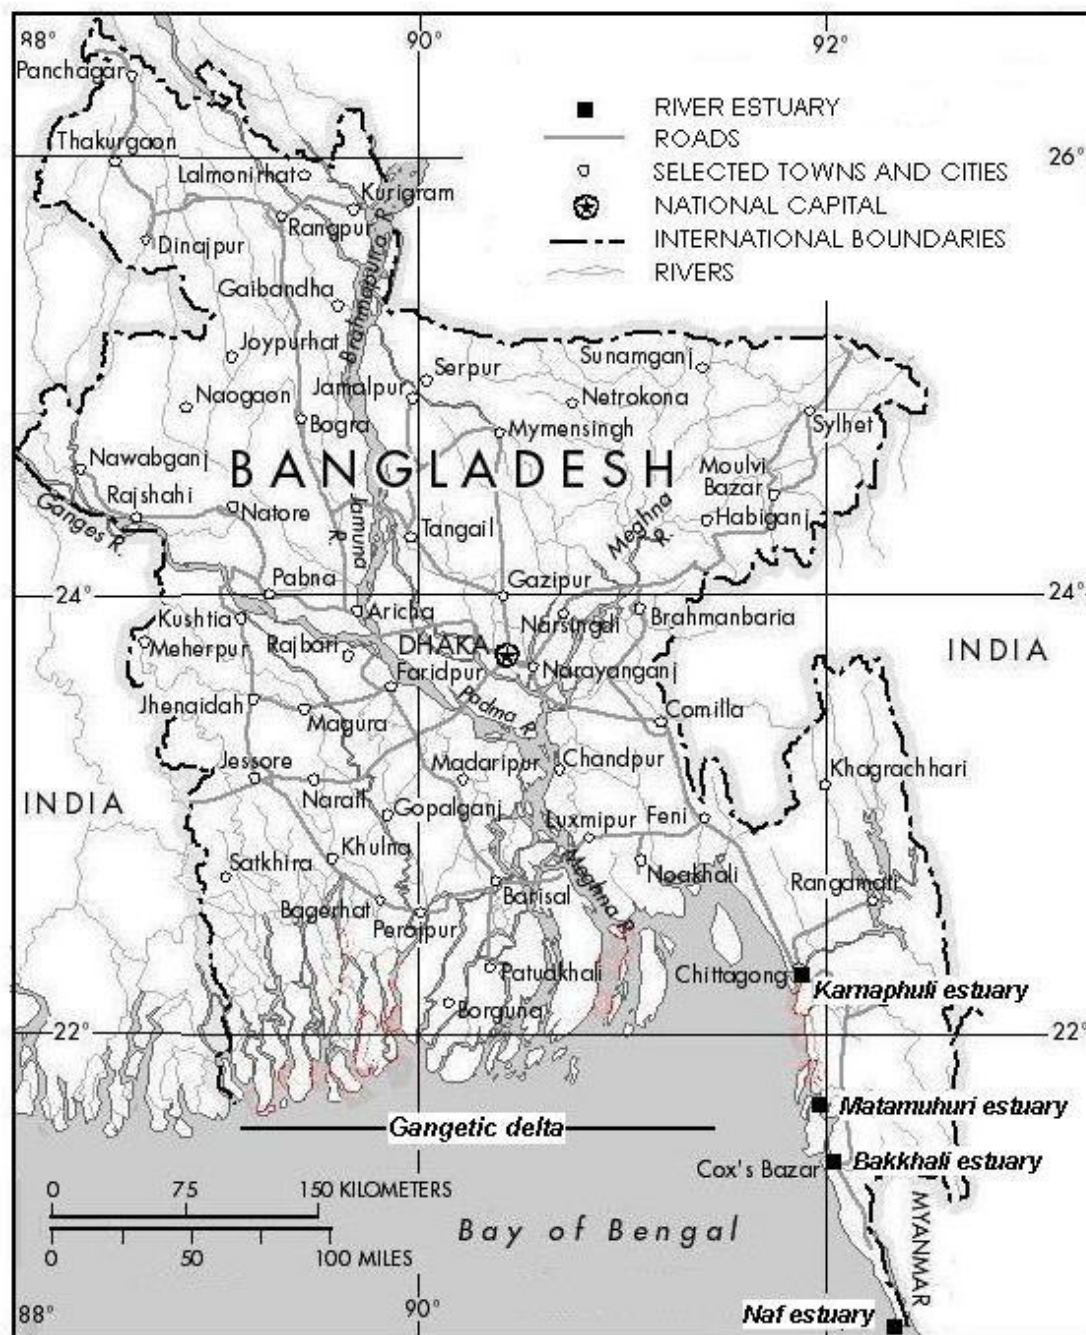 88°
90°
92°
Panchagar
RIVER ESTUARY
ROADS
Thakurgaon
26°
Lalmonirhat
SELECTED TOWNS AND CITIES
Kurigram
NATIONAL CAPITAL
Rangpur
Dinajpur
INTERNATIONAL BOUNDARIES
RIVERS
Gaibandha
Brahmaputra R.
Joypurhat
Sunamganj
Serpur
Jamalpur
Naogaon
Netrokona
Bogra
Mymensingh
Sylhet
Nawabganj
BANGLADESH
Moulvi
Bazar
Rajshahi
Natore
Habiganj
Ganges R.
Jamuna
R.
Tangail
Meghna
R.
Pabna
Gazipur
24°
24°
Kushtia
Aricha
Narsingdi
Brahmanbaria
Meherpur
Rajbari
DHAKA
INDIA
Faridpur
Narayanganj
Jhenaidah
Magura
Padma R.
Comilla
Jessore
Madaripur
Chandpur
Khagrachhari
INDIA
Narail
Gopalganj
Luxmipur
Feni
Satkhira
Khulna
Meghna R.
Noakhali
Rangamati
Bagerhat
Barisal
Perojpur
Patuakhali
Chittagong
Karnaphuli estuary
Borguna
22°
22°
Gangetic delta
Matamuhuri estuary
Cox's Bazar
Bakkhali estuary
0 75 150 KILOMETERS
0 50 100 MILES
Bay of Bengal
MYANMAR
88°
90°
Naf estuary
92°